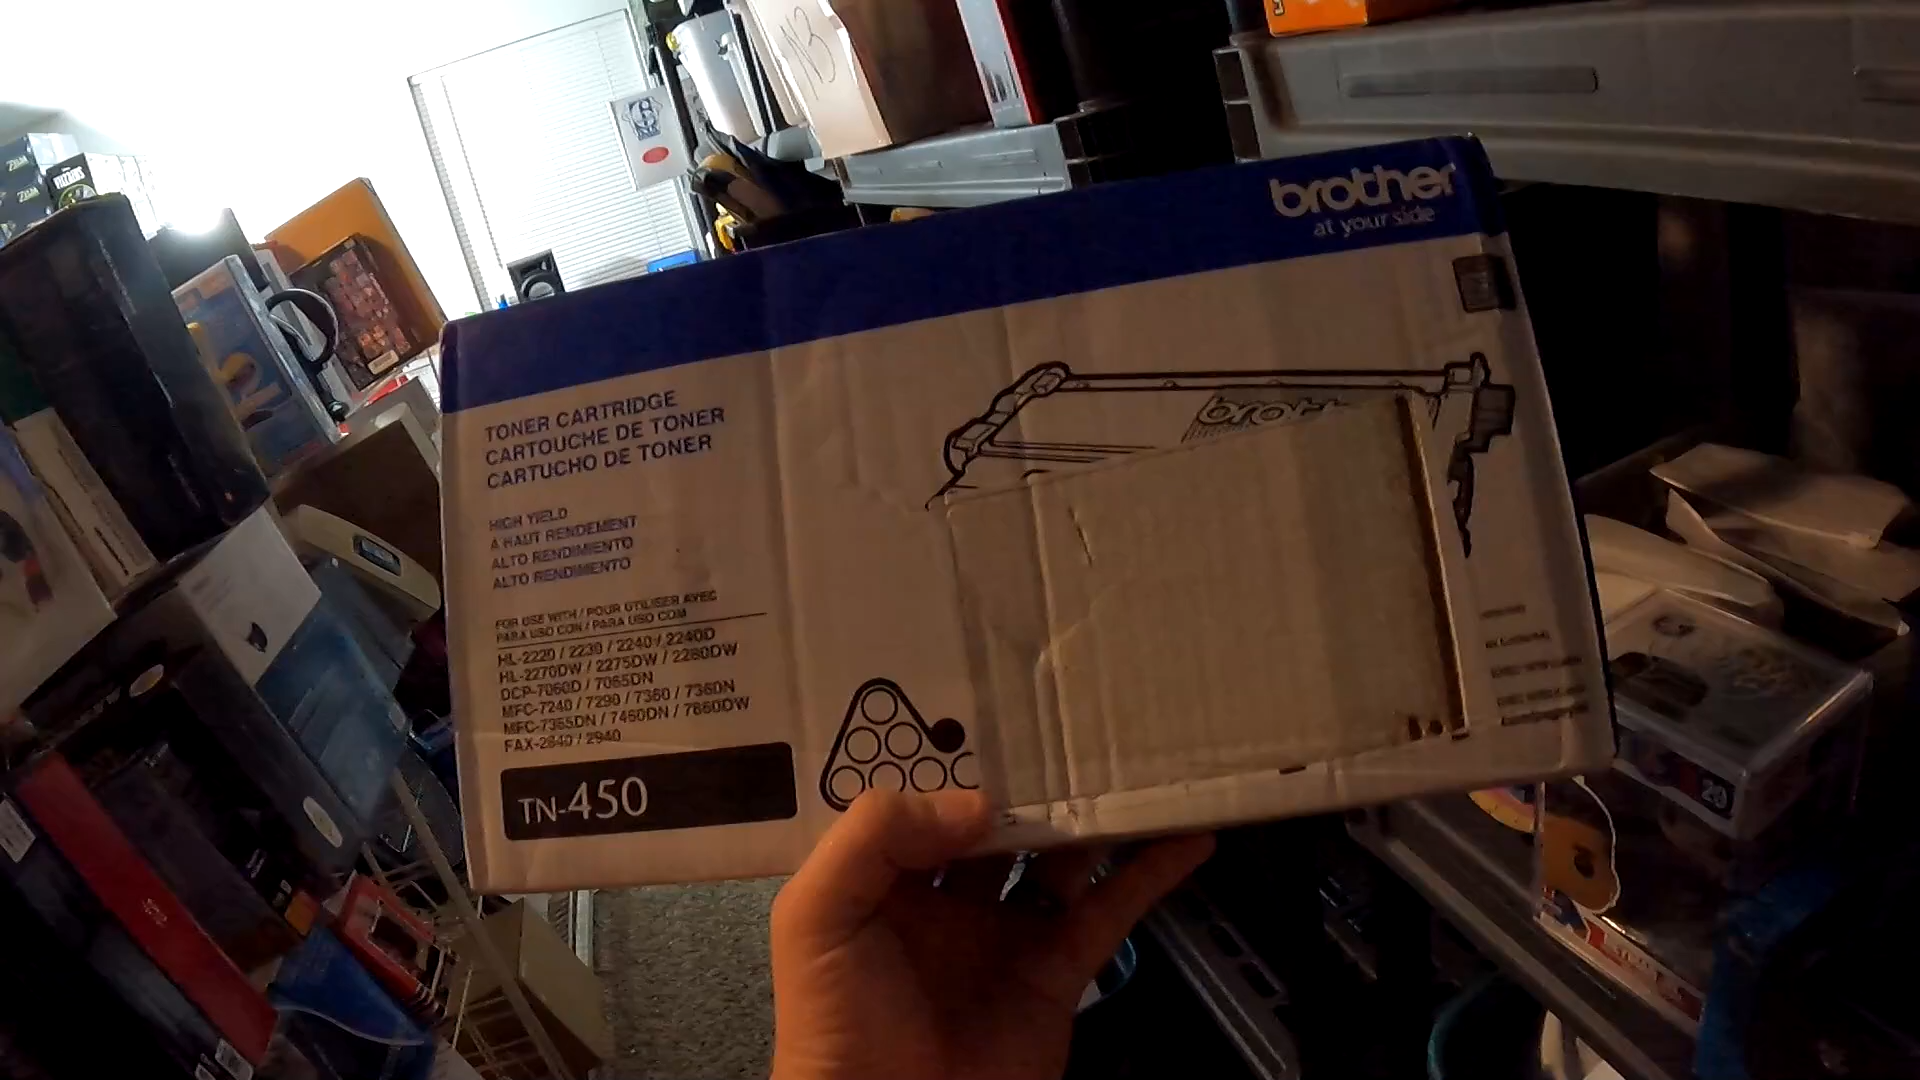 N3
brother
at your side
TONER CARTRIDGE
CARTOUCHE DE TONER
CARTUCHO DE TONER
HIGH YIELD
À HAUT RENDEMENT
ALTO RENDIMIENTO
ALTO RENDIMENTO
FOR USE WITH / POUR UTILISER AVEC
PARA USO CON / PARA USO COM
HL-2220 / 2230 / 2240 / 2240D
HL-2270DW / 2275DW / 2280DW
DCP-7060D / 7065DN
MFC-7240 / 7290 / 7360 / 7360N
MFC-7365DN / 7460DN / 7860DW
FAX-2840 / 2940
TN-450
20